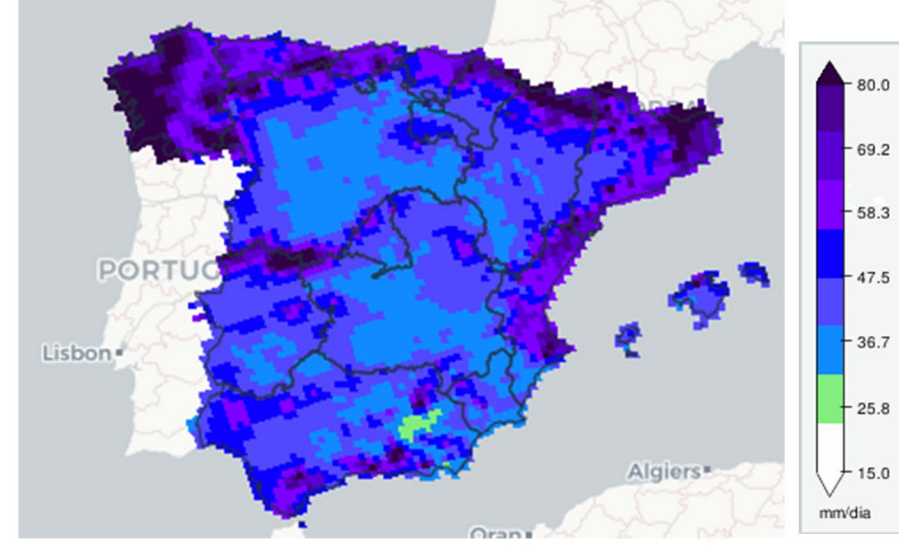 PORTUG
Lisbon
Algiers
Oran
80.0
69.2
58.3
47.5
36.7
25.8
15.0
mm/dia